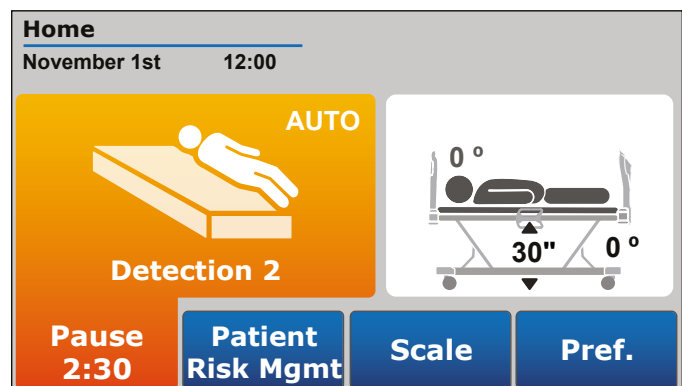 Home
November 1st 12:00
AUTO
0 º
30" 0 º
Detection 2
Pause
2:30
Patient
Risk Mgmt
Scale
Pref.